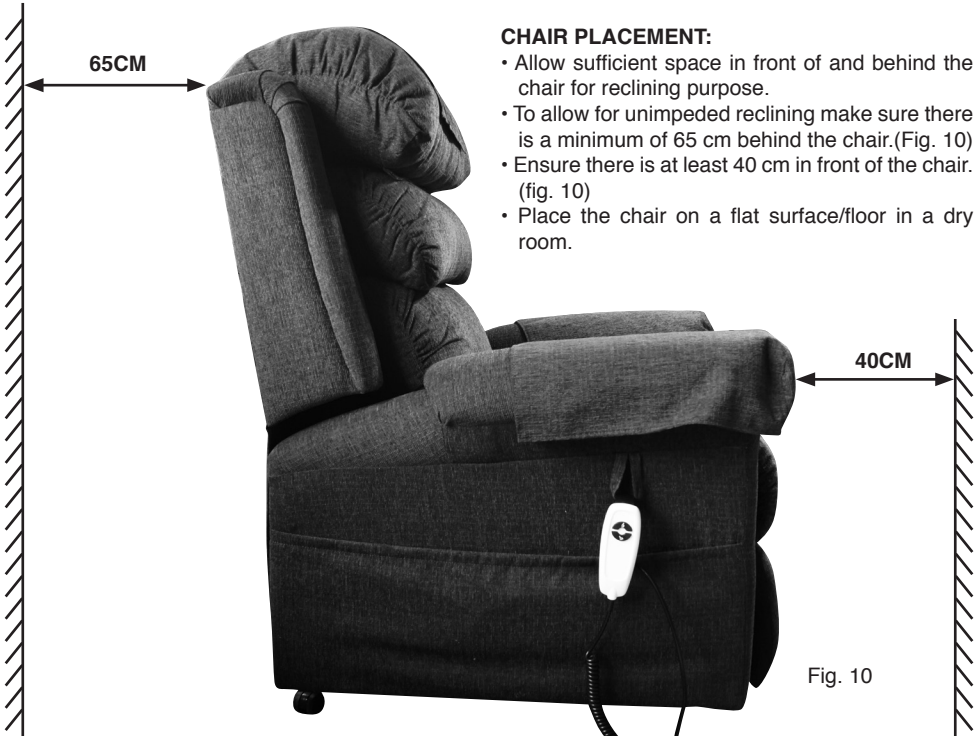 65CM
CHAIR PLACEMENT:
• Allow sufficient space in front of and behind the
chair for reclining purpose.
• To allow for unimpeded reclining make sure there
is a minimum of 65 cm behind the chair.(Fig. 10)
• Ensure there is at least 40 cm in front of the chair.
(fig. 10)
• Place the chair on a flat surface/floor in a dry
room.
40CM
Fig. 10